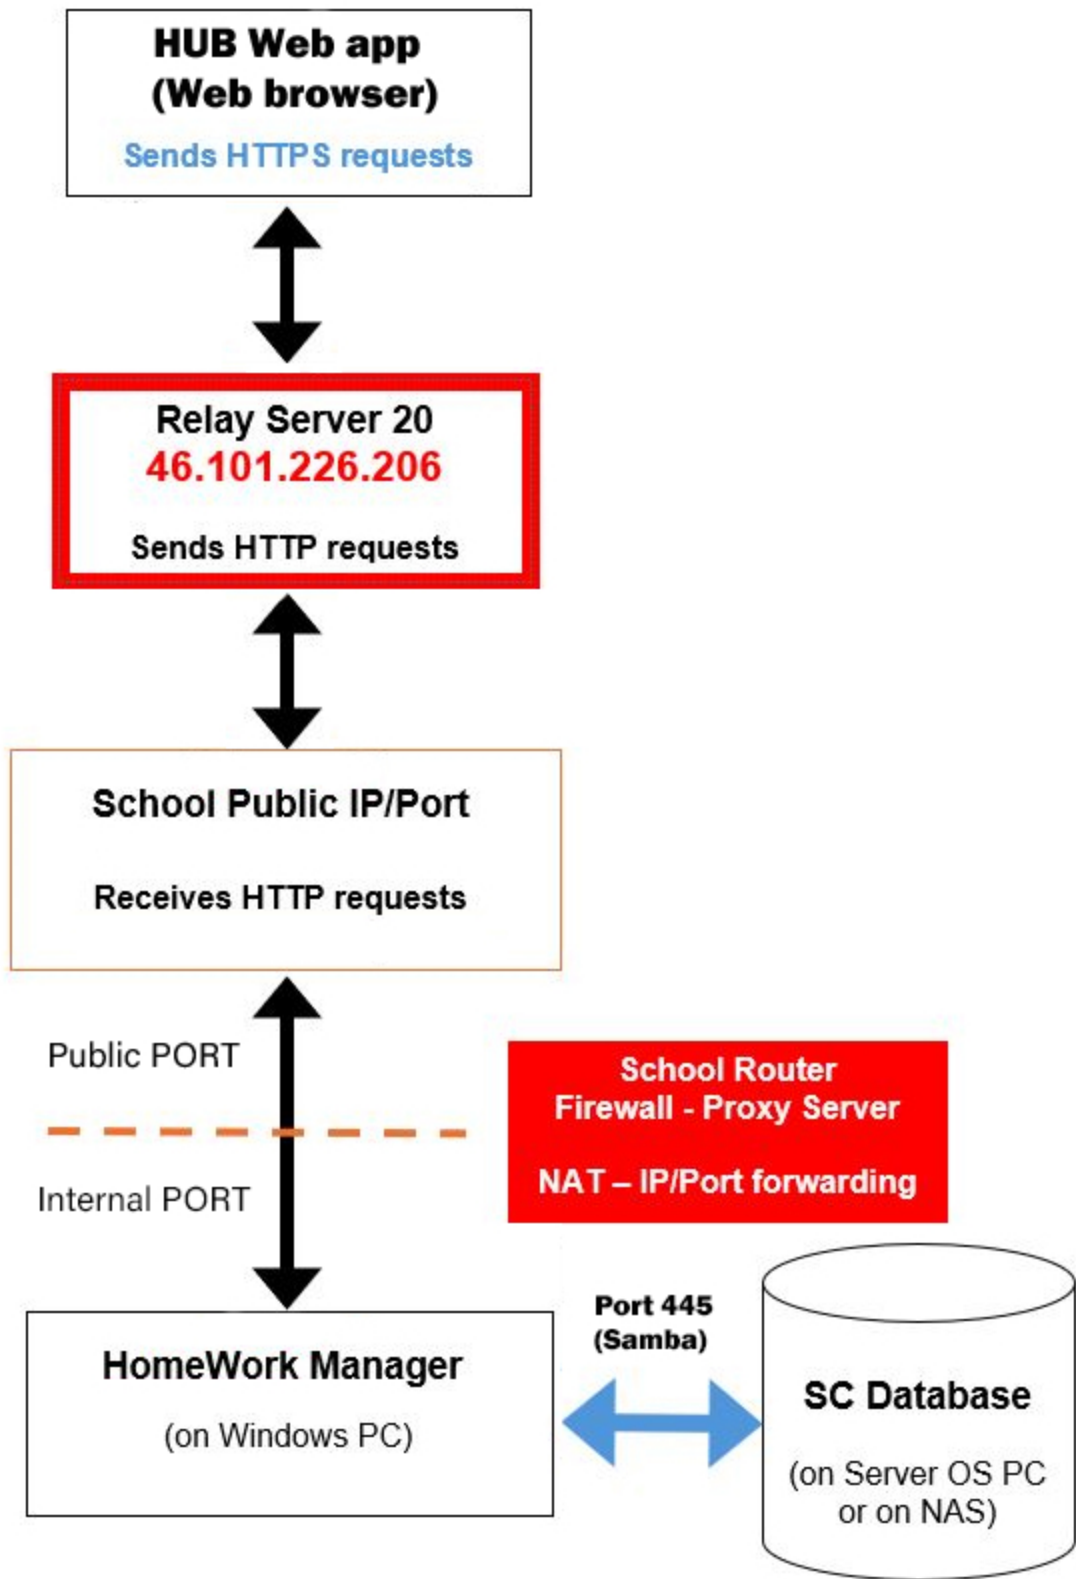 HUB Web app
(Web browser)
Sends HTTPS requests
Relay Server 20
46.101.226.206
Sends HTTP requests
School Public IP/Port
Receives HTTP requests
Public PORT
Internal PORT
School Router
Firewall - Proxy Server
NAT – IP/Port forwarding
HomeWork Manager
(on Windows PC)
Port 445
(Samba)
SC Database
(on Server OS PC
or on NAS)